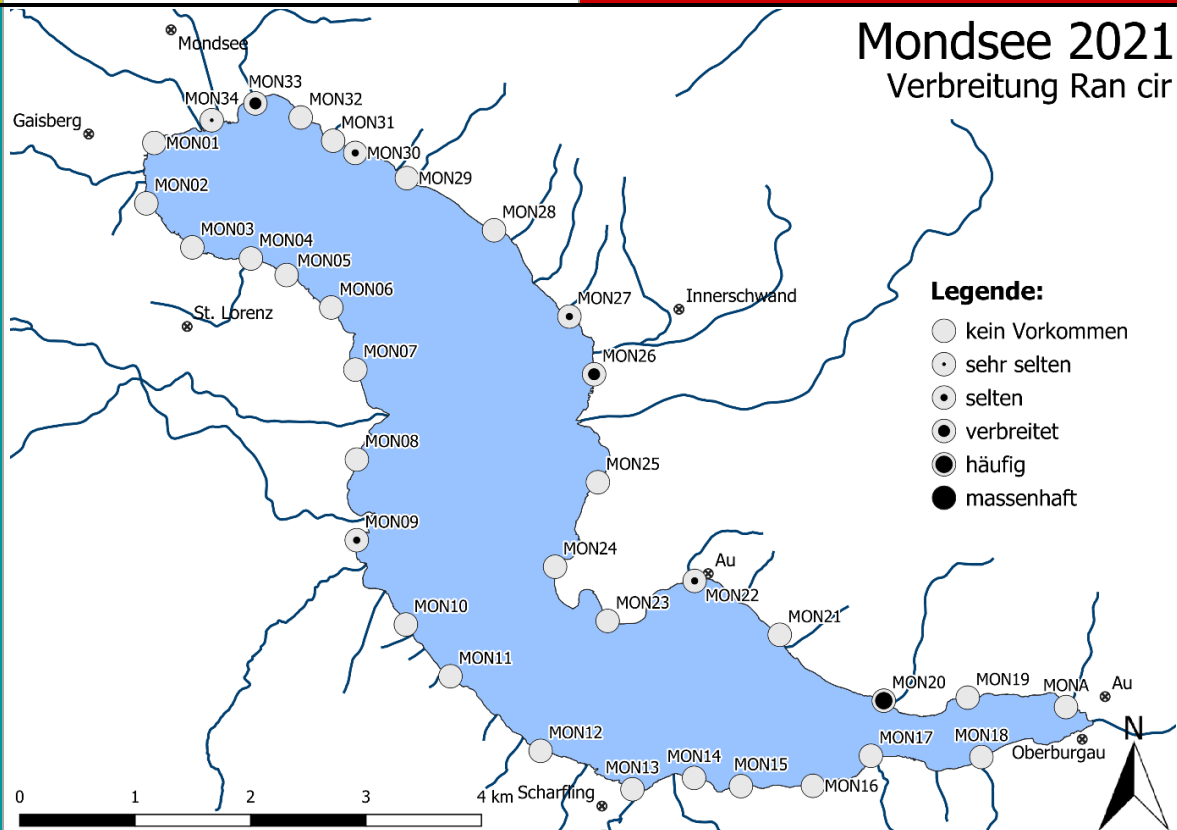 Mondsee 2021
Verbreitung Ran cir
Mondsee
MON33
MON34
MON32
Gaisberg
MON31
MON01
MON30
MON29
MON02
MON28
MON03
MON04
MON05
Innerschwand
MON06
MON27
St. Lorenz
MON07
MON26
MON08
MON25
MON09
MON24
Au
MON22
MON10
MON23
MON21
MON11
MON20
MON19
MONA
Au
MON12
MON17
MON18
Oberburgau
MON13
MON14
MON15
MON16
Scharfling
Legende:
kein Vorkommen
sehr selten
selten
verbreitet
häufig
massenhaft
N
0 1 2 3 4 km